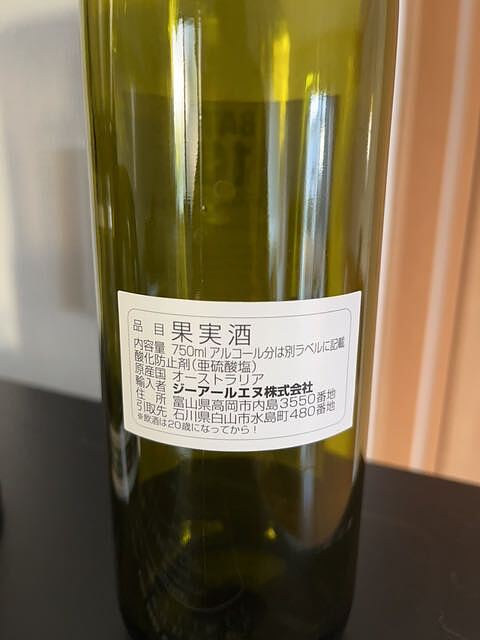 品目 果実酒
内容量 750ml アルコール分は別ラベルに記載
酸化防止剤(亜硫酸塩)
原産国 オーストラリア
輸入者 ジーアールエヌ株式会社
住所 富山県高岡市内島3550番地
引取先 石川県白山市水島町480番地
※飲酒は20歳になってから!